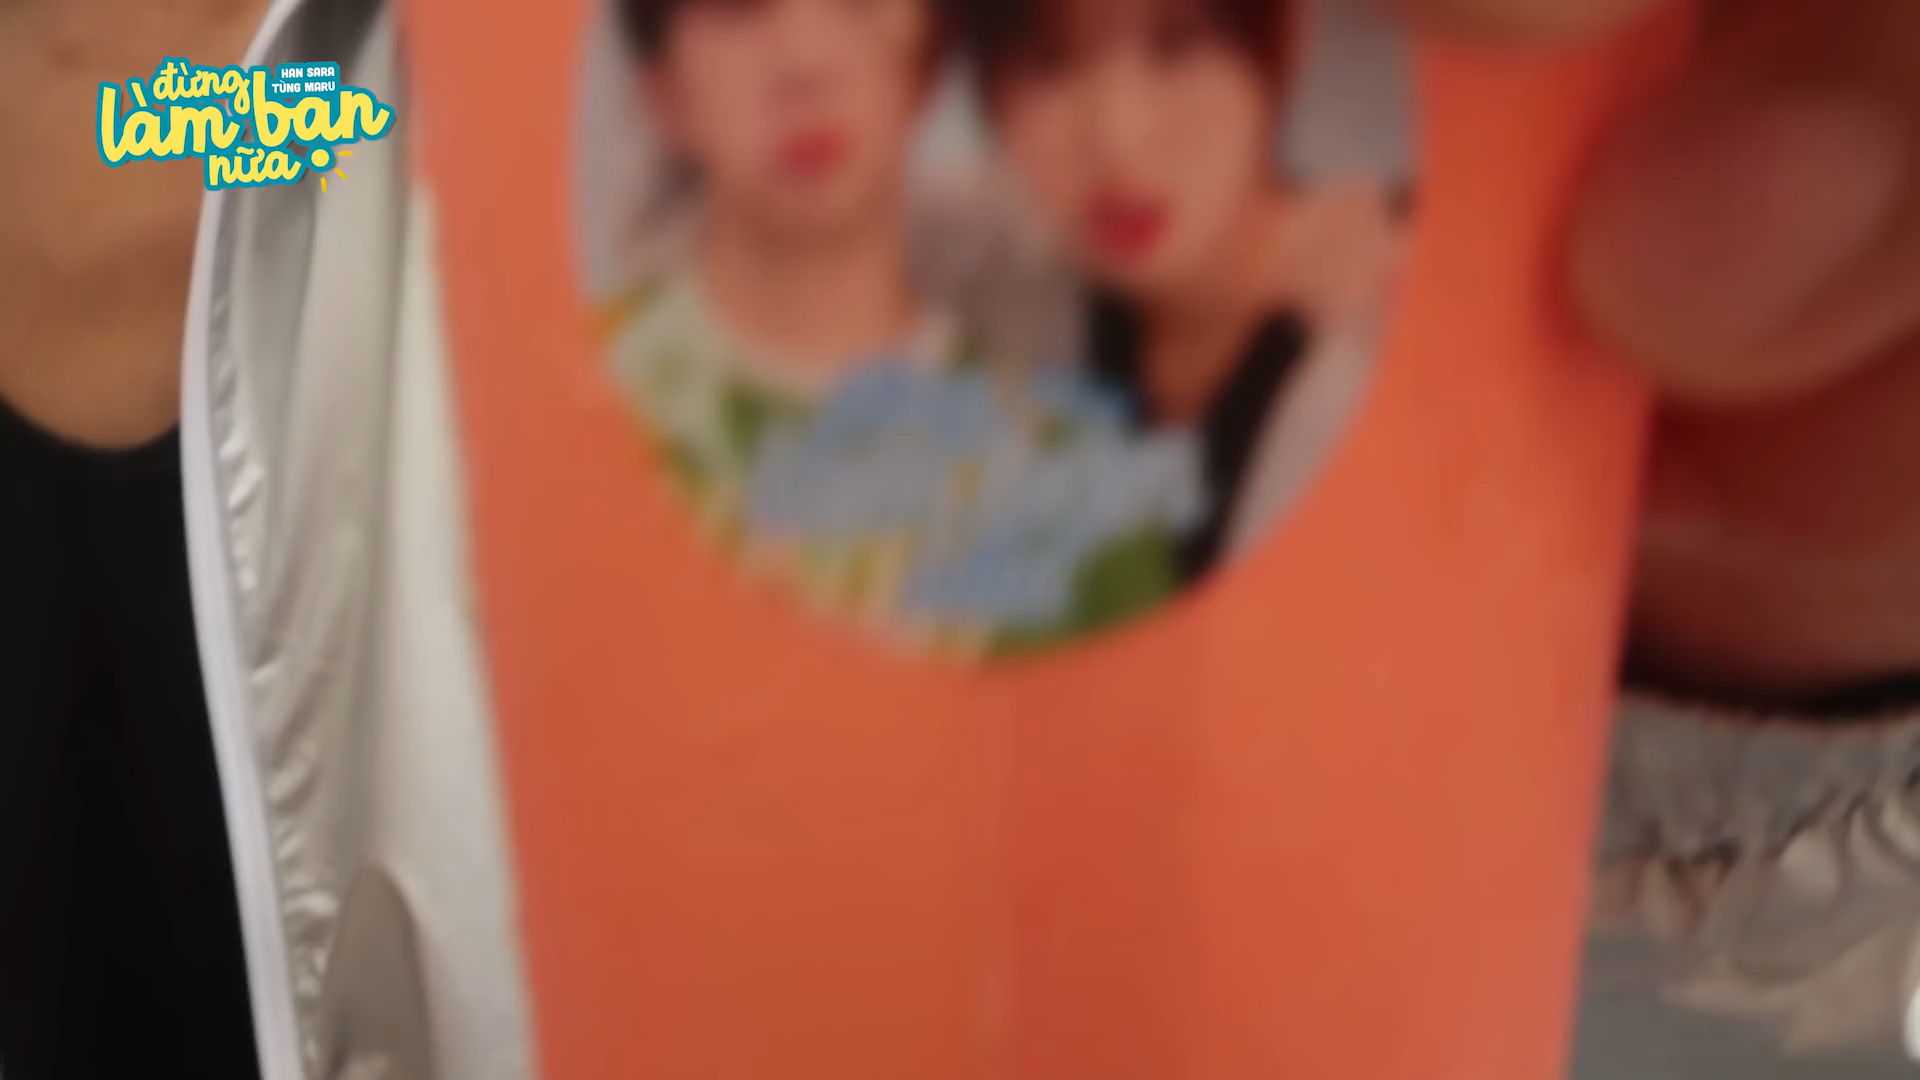 đừng
HAN SARA
TÙNG MARU
làm bạn
nữa